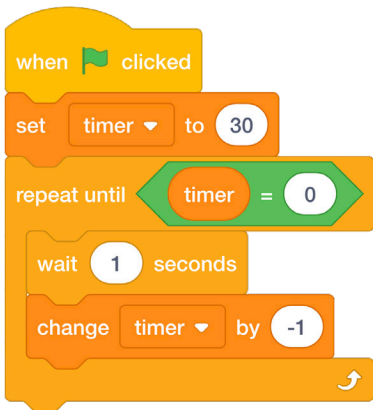 when clicked
set timer to 30
repeat until timer = 0
wait 1 seconds
change timer by -1